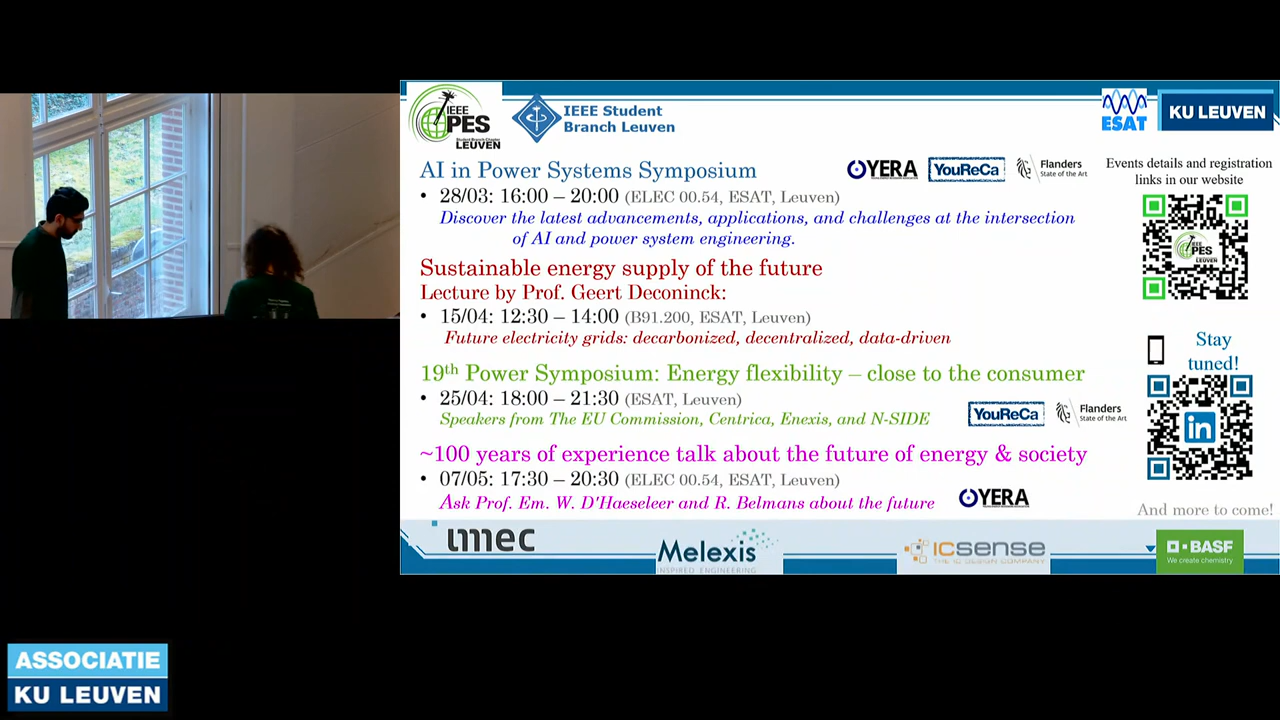 IEEE
PES
Student Branch Chapter
LEUVEN
IEEE Student
Branch Leuven
ESAT
KU LEUVEN
AI in Power Systems Symposium
YERA
YouReCa
Flanders
State of the Art
• 28/03: 16:00 – 20:00 (ELEC 00.54, ESAT, Leuven)
Discover the latest advancements, applications, and challenges at the intersection
of AI and power system engineering.
Sustainable energy supply of the future
Lecture by Prof. Geert Deconinck:
• 15/04: 12:30 – 14:00 (B91.200, ESAT, Leuven)
Future electricity grids: decarbonized, decentralized, data-driven
19th Power Symposium: Energy flexibility – close to the consumer
• 25/04: 18:00 – 21:30 (ESAT, Leuven)
Speakers from The EU Commission, Centrica, Enexis, and N-SIDE
YouReCa
Flanders
State of the Art
~100 years of experience talk about the future of energy & society
• 07/05: 17:30 – 20:30 (ELEC 00.54, ESAT, Leuven)
Ask Prof. Em. W. D'Haeseleer and R. Belmans about the future
YERA
Events details and registration
links in our website
IEEE
PES
LEUVEN
Stay
tuned!
in
And more to come!
imec
Melexis
INSPIRED ENGINEERING
ICsense
THE IC DESIGN COMPANY
BASF
We create chemistry
ASSOCIATIE
KU LEUVEN